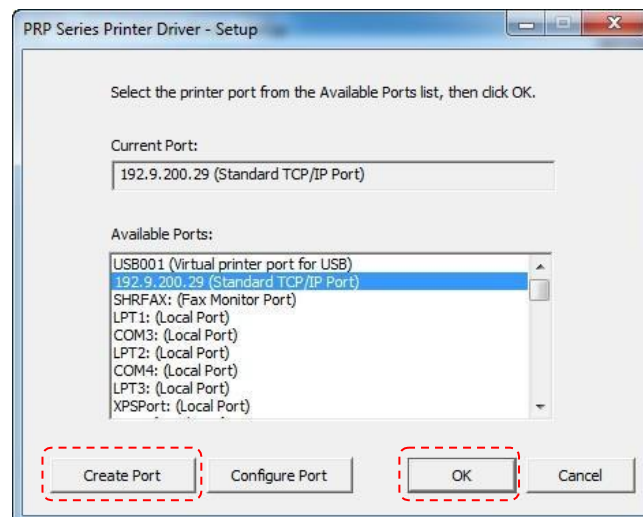 PRP Series Printer Driver - Setup
Select the printer port from the Available Ports list, then click OK.
Current Port:
192.9.200.29 (Standard TCP/IP Port)
Available Ports:
USB001 (Virtual printer port for USB)
192.9.200.29 (Standard TCP/IP Port)
SHRFAX: (Fax Monitor Port)
LPT1: (Local Port)
COM3: (Local Port)
LPT2: (Local Port)
COM4: (Local Port)
LPT3: (Local Port)
XPSPort: (Local Port)
Create Port Configure Port OK Cancel